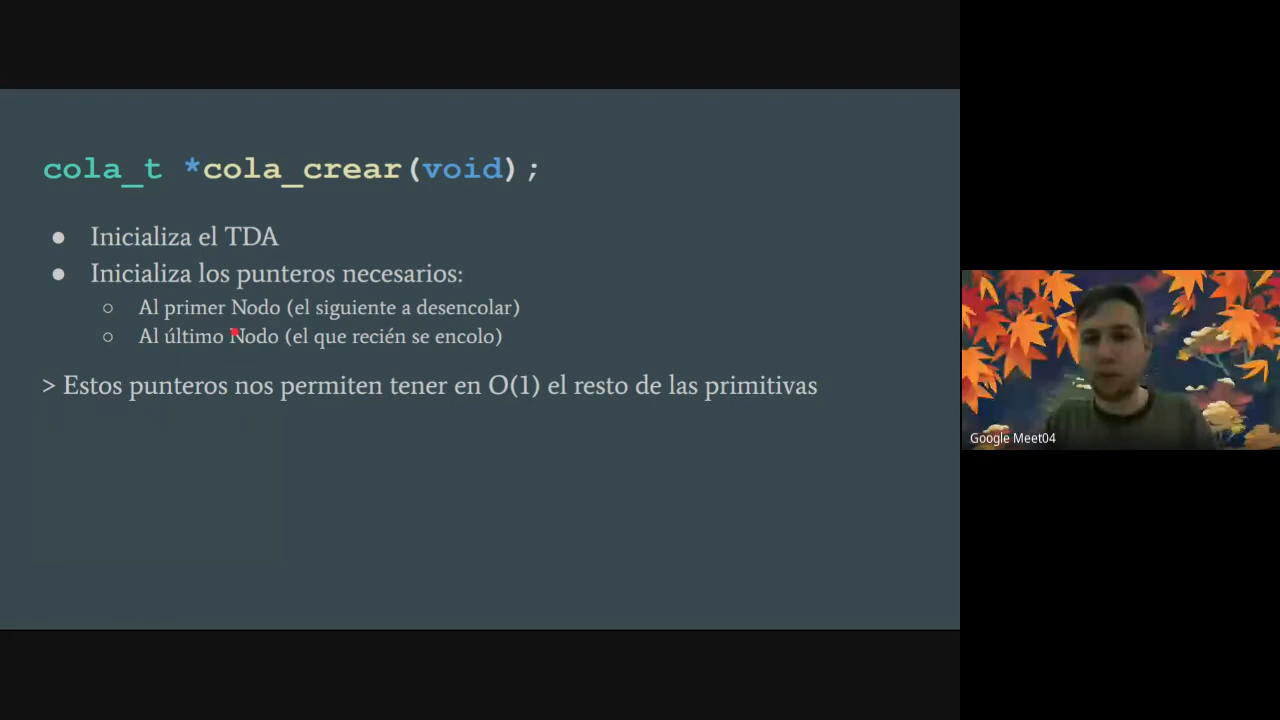 cola_t *cola_crear(void);
● Inicializa el TDA
● Inicializa los punteros necesarios:
○ Al primer Nodo (el siguiente a desencolar)
○ Al último Nodo (el que recién se encolo)
> Estos punteros nos permiten tener en O(1) el resto de las primitivas
Google Meet04